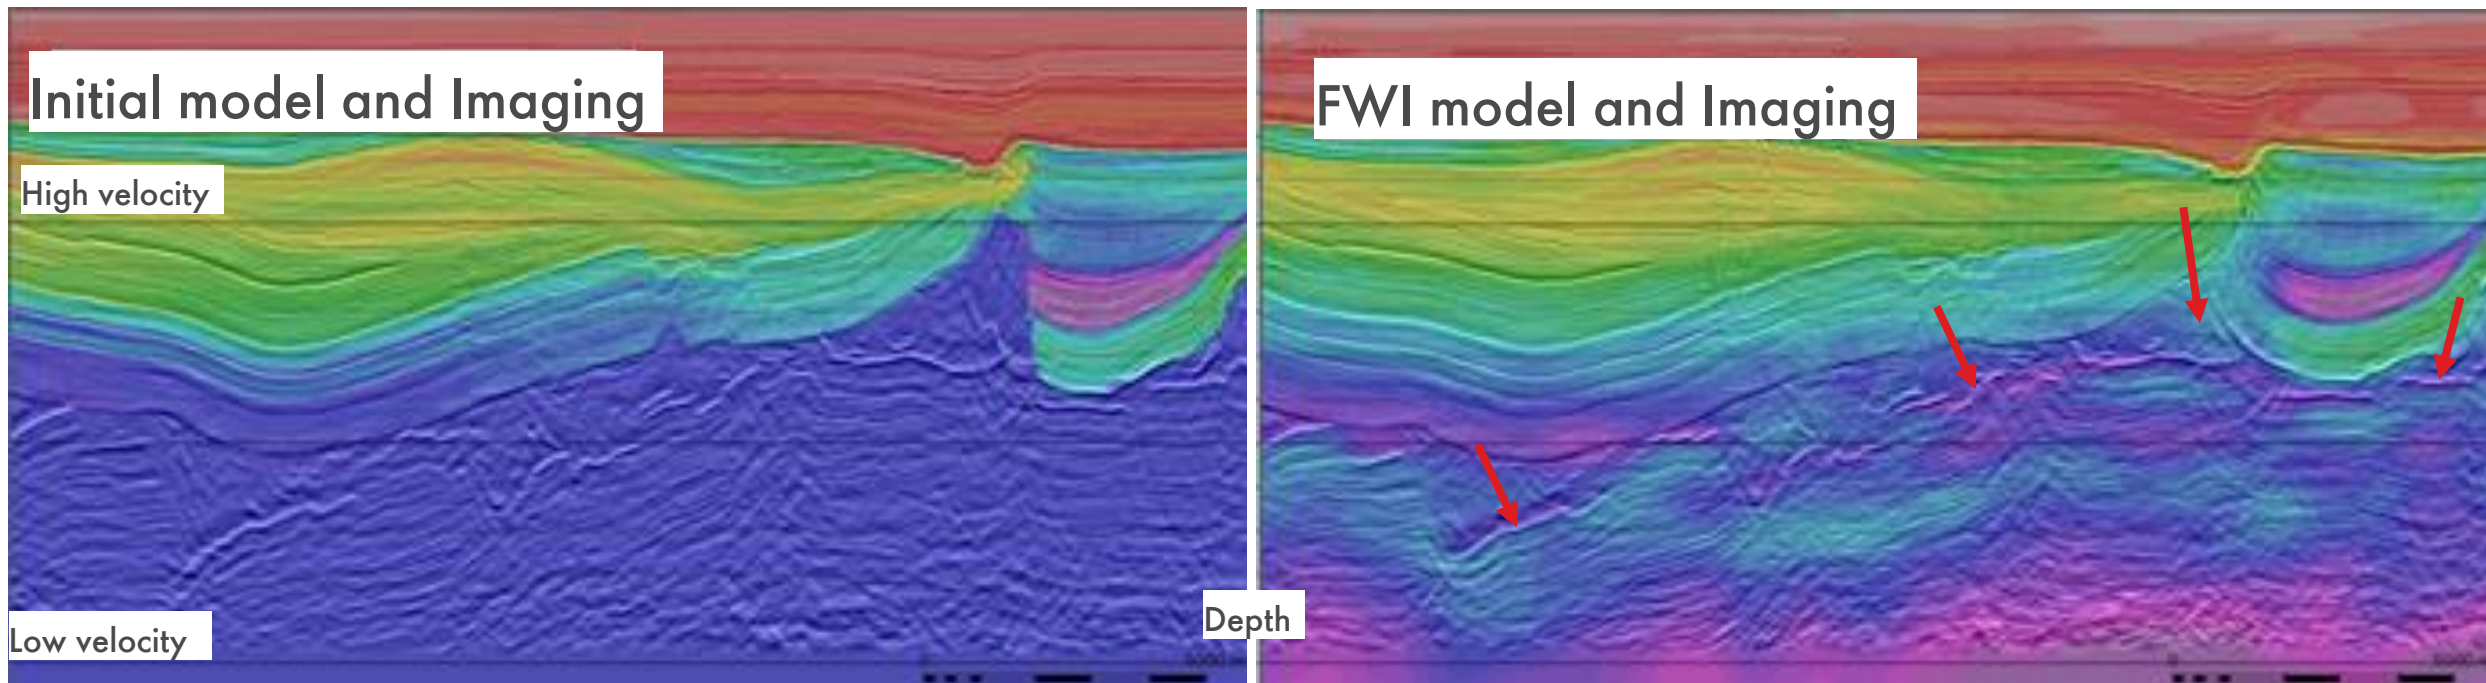 Initial model and Imaging
FWI model and Imaging
High velocity
Low velocity
Depth